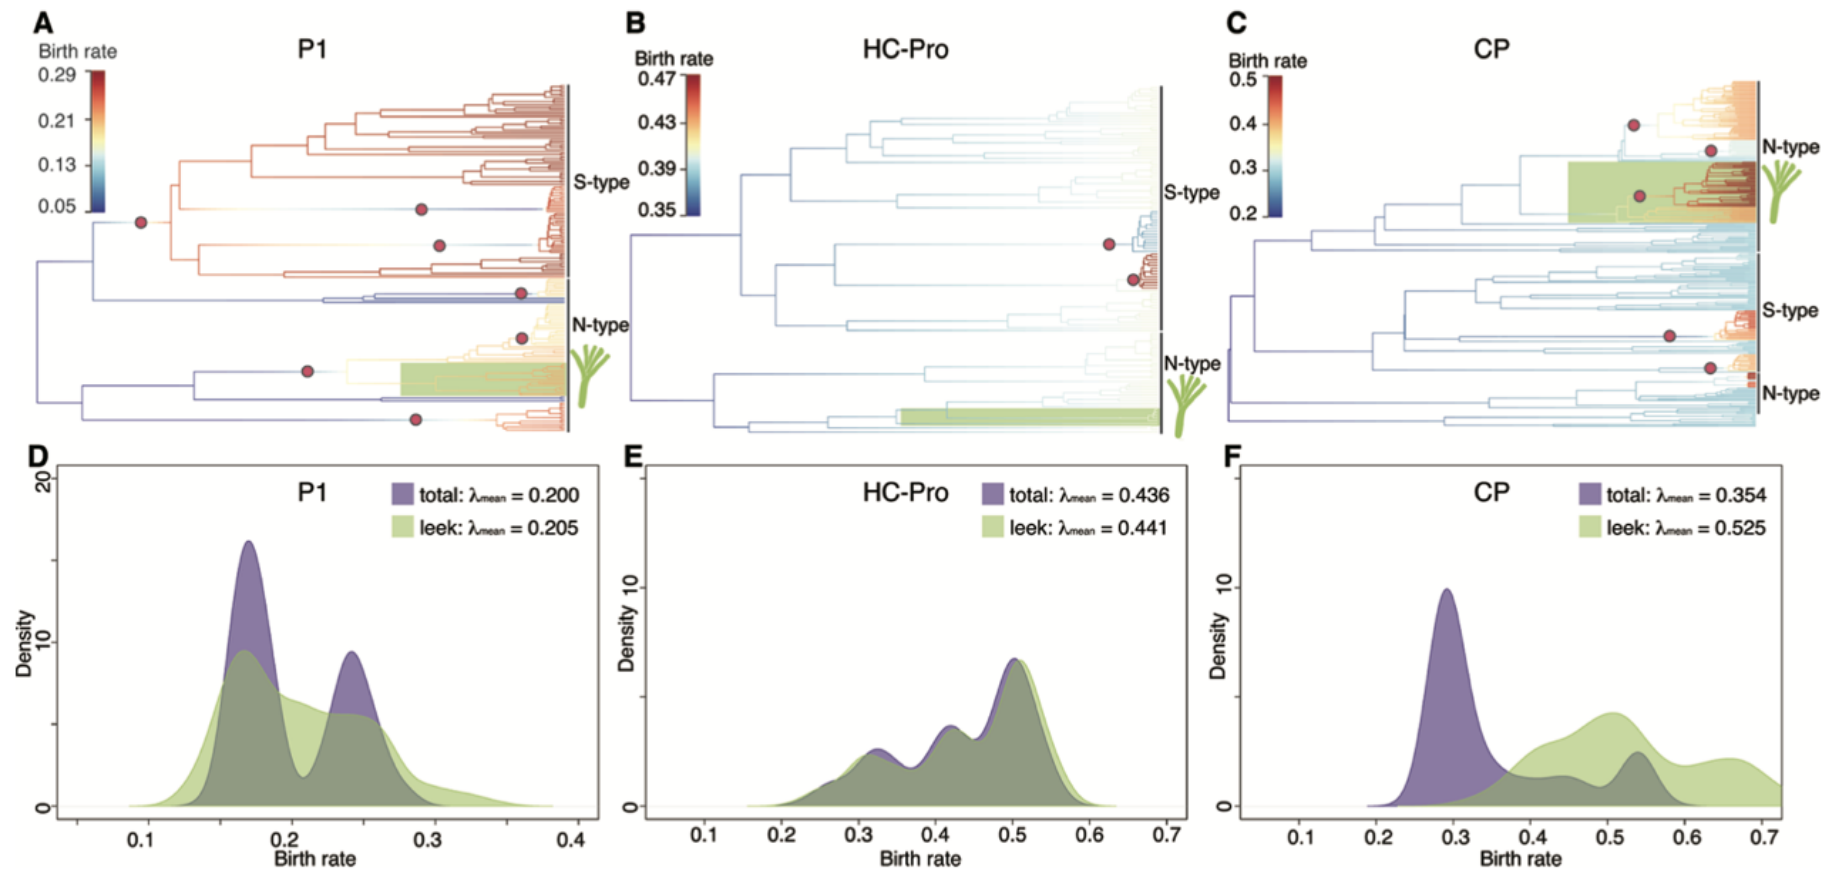 A
P1
Birth rate
0.29
0.21
0.13
0.05
S-type
N-type
B
HC-Pro
Birth rate
0.47
0.43
0.39
0.35
S-type
N-type
C
CP
Birth rate
0.5
0.4
0.3
0.2
N-type
S-type
N-type
D
P1
total: λmean = 0.200
leek: λmean = 0.205
Density
20
10
0
0.1 0.2 0.3 0.4
Birth rate
E
HC-Pro
total: λmean = 0.436
leek: λmean = 0.441
Density
10
0
0.1 0.2 0.3 0.4 0.5 0.6 0.7
Birth rate
F
CP
total: λmean = 0.354
leek: λmean = 0.525
Density
10
0
0.1 0.2 0.3 0.4 0.5 0.6 0.7
Birth rate